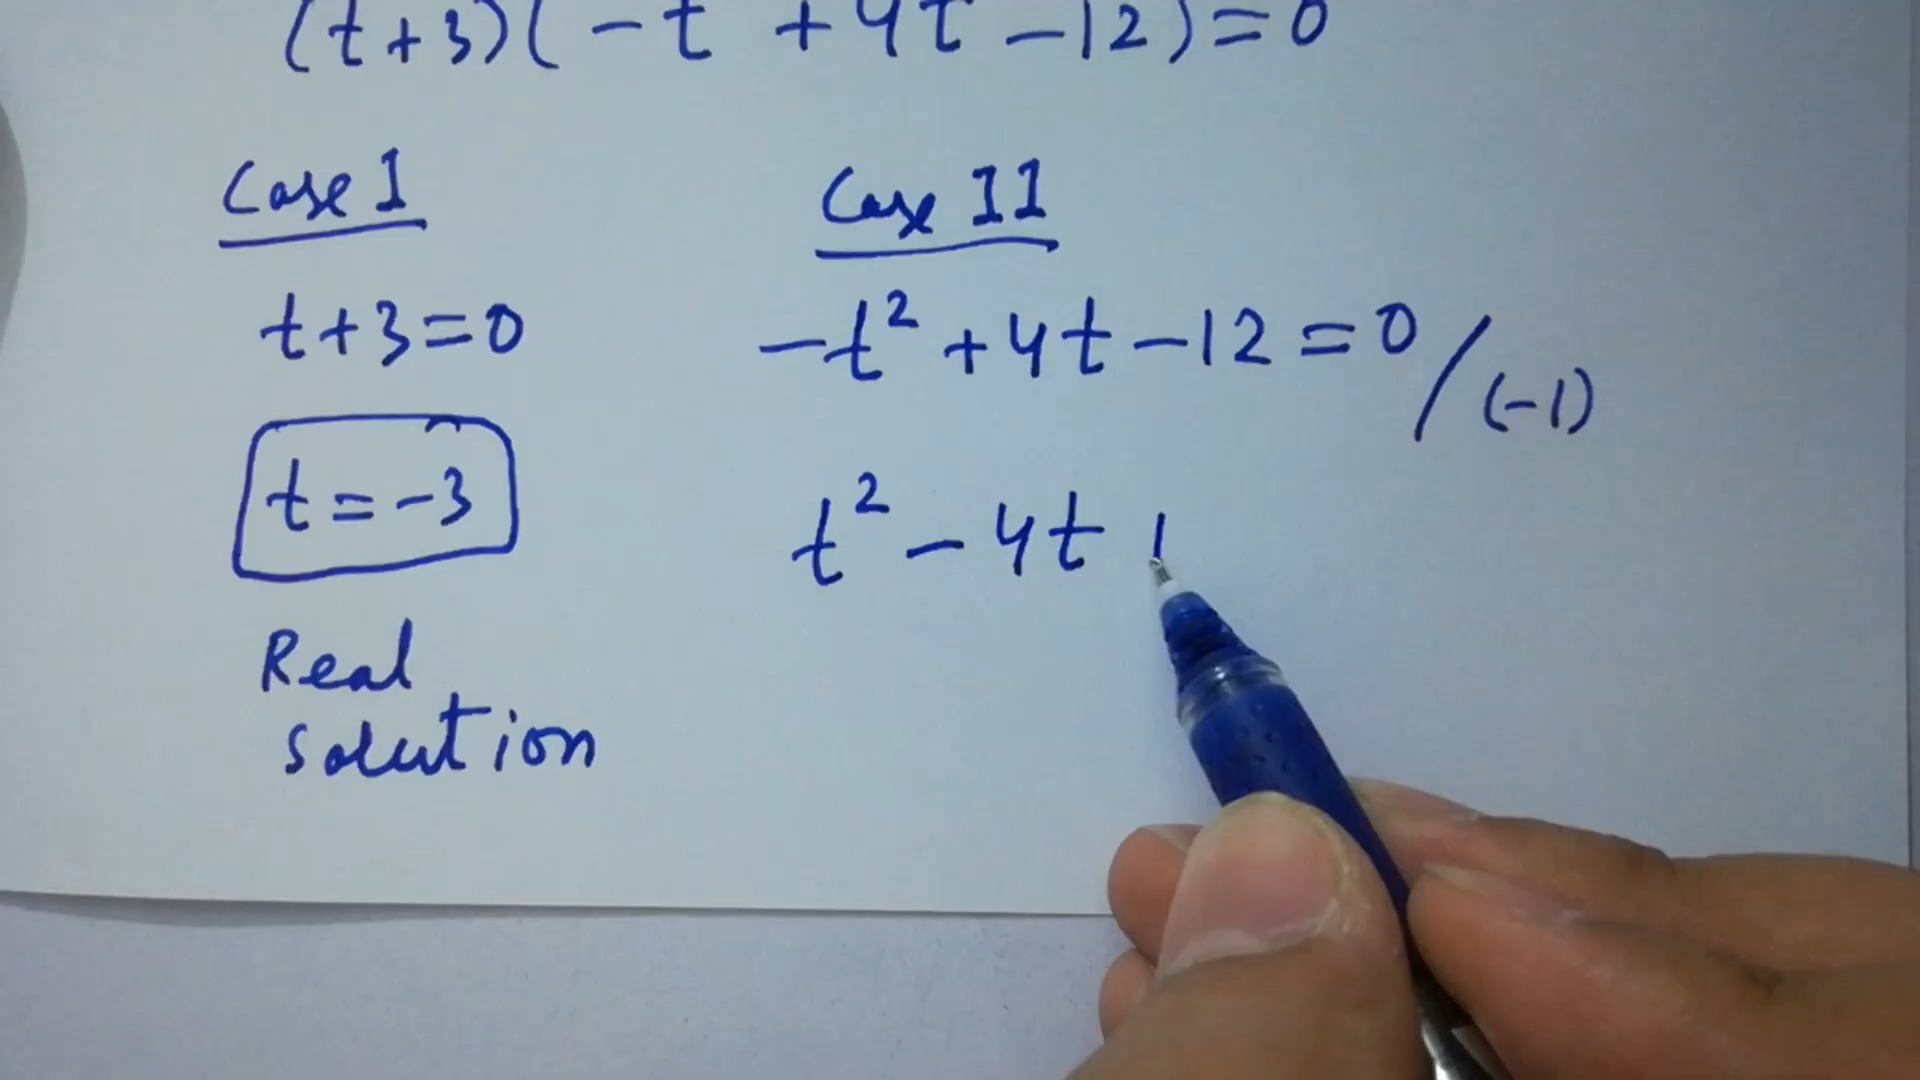 (t+3)(-t +4t-12)=0
Case I
Case II
t+3=0
-t²+4t-12=0/(-1)
t=-3
t²-4t
Real
solution